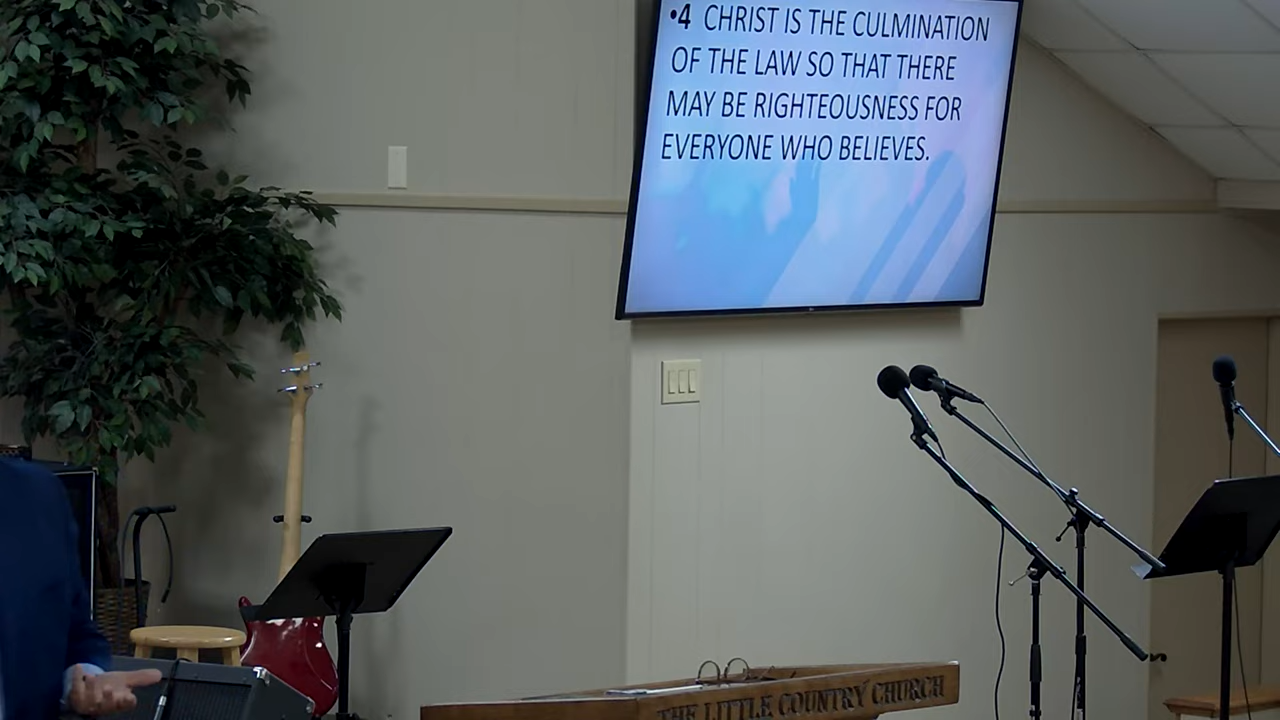 •4 CHRIST IS THE CULMINATION
OF THE LAW SO THAT THERE
MAY BE RIGHTEOUSNESS FOR
EVERYONE WHO BELIEVES.
THE LITTLE COUNTRY CHURCH